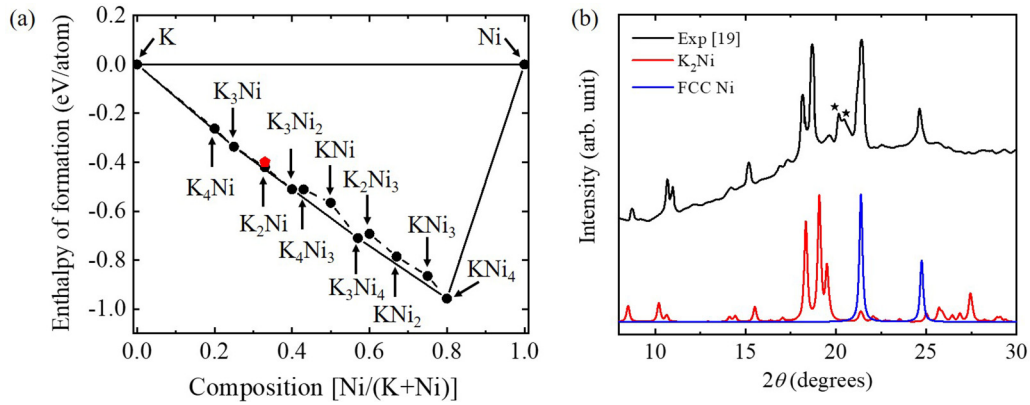 (a)
Enthalpy of formation (eV/atom)
0.2
0.0
-0.2
-0.4
-0.6
-0.8
-1.0
K
Ni
K₃Ni
K₃Ni₂
KNi
K₂Ni₃
KNi₃
K₄Ni
K₂Ni
K₄Ni₃
K₃Ni₄
KNi₂
KNi₄
0.0 0.2 0.4 0.6 0.8 1.0
Composition [Ni/(K+Ni)]
(b)
Intensity (arb. unit)
Exp [19]
K₂Ni
FCC Ni
★ ★
10 15 20 25 30
2θ (degrees)